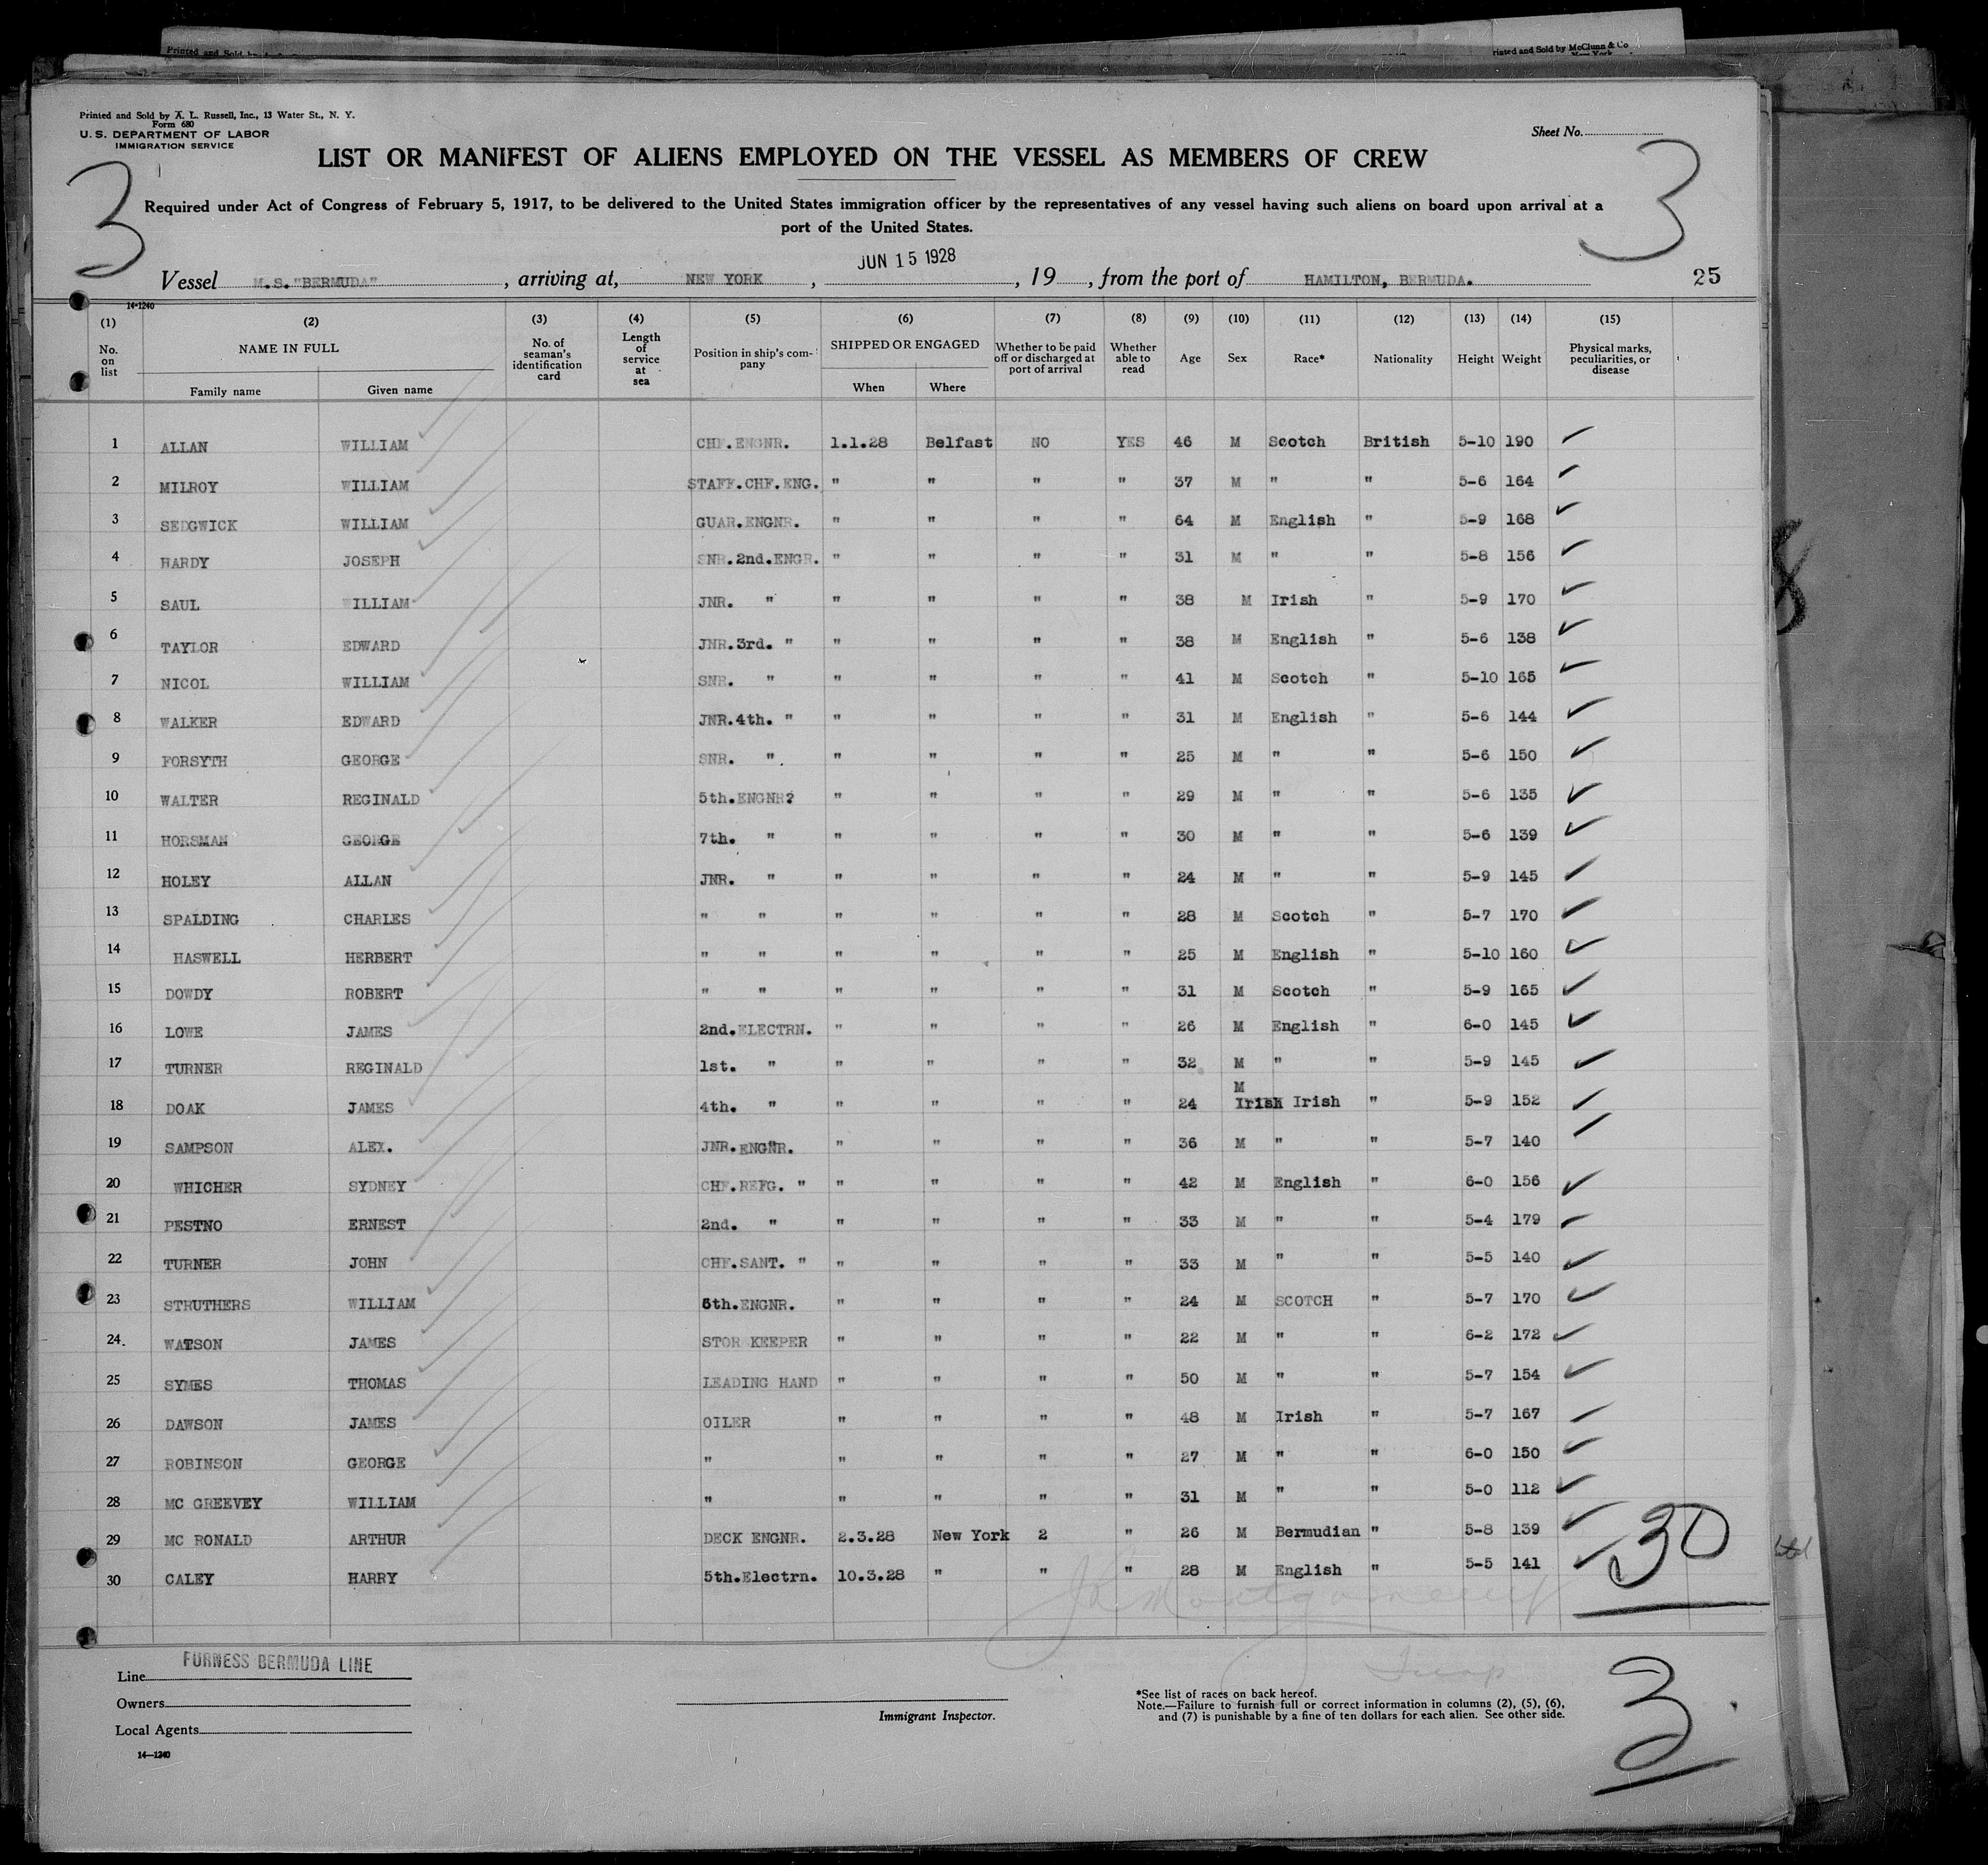 Printed and Sold by
Printed and Sold by McClunn & Co
New York
Printed and Sold by A. L. Russell, Inc., 13 Water St., N. Y.
Form 680
U. S. DEPARTMENT OF LABOR
IMMIGRATION SERVICE
Sheet No.
LIST OR MANIFEST OF ALIENS EMPLOYED ON THE VESSEL AS MEMBERS OF CREW
3 3
Required under Act of Congress of February 5, 1917, to be delivered to the United States immigration officer by the representatives of any vessel having such aliens on board upon arrival at a
port of the United States.
JUN 15 1928
Vessel M.S."BERMUDA", arriving at, NEW YORK, , 19 , from the port of HAMILTON, BERMUDA. 25
14-1240
(1) (2) (3) (4) (5) (6) (7) (8) (9) (10) (11) (12) (13) (14) (15)
No. on list NAME IN FULL No. of seaman's identification card Length of service at sea Position in ship's company SHIPPED OR ENGAGED Whether to be paid off or discharged at port of arrival Whether able to read Age Sex Race* Nationality Height Weight Physical marks, peculiarities, or disease
Family name Given name When Where
1 ALLAN WILLIAM CHF.ENGNR. 1.1.28 Belfast NO YES 46 M Scotch British 5-10 190
2 MILROY WILLIAM STAFF.CHF.ENG. " " " " 37 M " " 5-6 164
3 SEDGWICK WILLIAM GUAR.ENGNR. " " " " 64 M English " 5-9 168
4 HARDY JOSEPH SNR.2nd.ENGR. " " " " 31 M " " 5-8 156
5 SAUL WILLIAM JNR. " " " " " 38 M Irish " 5-9 170
6 TAYLOR EDWARD JNR.3rd. " " " " " 38 M English " 5-6 138
7 NICOL WILLIAM SNR. " " " " " 41 M Scotch " 5-10 165
8 WALKER EDWARD JNR.4th. " " " " " 31 M English " 5-6 144
9 FORSYTH GEORGE SNR. ". " " " " 25 M " " 5-6 150
10 WALTER REGINALD 5th.ENGNR? " " " " 29 M " " 5-6 135
11 HORSMAN GEORGE 7th. " " " " " 30 M " " 5-6 139
12 HOLEY ALLAN JNR. " " " " " 24 M " " 5-9 145
13 SPALDING CHARLES " " " " " " 28 M Scotch " 5-7 170
14 HASWELL HERBERT " " " " " " 25 M English " 5-10 160
15 DOWDY ROBERT " " " " " " 31 M Scotch " 5-9 165
16 LOWE JAMES 2nd.ELECTRN. " " " " 26 M English " 6-0 145
17 TURNER REGINALD 1st. " " " " " 32 M " " 5-9 145
18 DOAK JAMES 4th. " " " " " 24 M Irish Irish " 5-9 152
19 SAMPSON ALEX. JNR.ENGNR. " " " " 36 M " " 5-7 140
20 WHICHER SYDNEY CHF.REFG. " " " " " 42 M English " 6-0 156
21 PESTNO ERNEST 2nd. " " " " " 33 M " " 5-4 179
22 TURNER JOHN CHF.SANT. " " " " " 33 M " " 5-5 140
23 STRUTHERS WILLIAM 6th.ENGNR. " " " " 24 M SCOTCH " 5-7 170
24. WATSON JAMES STOR KEEPER " " " " 22 M " " 6-2 172
25 SYMES THOMAS LEADING HAND " " " " 50 M " " 5-7 154
26 DAWSON JAMES OILER " " " " 48 M Irish " 5-7 167
27 ROBINSON GEORGE " " " " " 27 M " " 6-0 150
28 MC GREEVEY WILLIAM " " " " " 31 M " " 5-0 112
29 MC RONALD ARTHUR DECK ENGNR. 2.3.28 New York 2 " 26 M Bermudian " 5-8 139
30 CALEY HARRY 5th.Electrn. 10.3.28 " " " 28 M English " 5-5 141
30
Line FURNESS BERMUDA LINE
Owners
Local Agents
14—1240
Immigrant Inspector.
*See list of races on back hereof.
Note.—Failure to furnish full or correct information in columns (2), (5), (6),
and (7) is punishable by a fine of ten dollars for each alien. See other side.
3